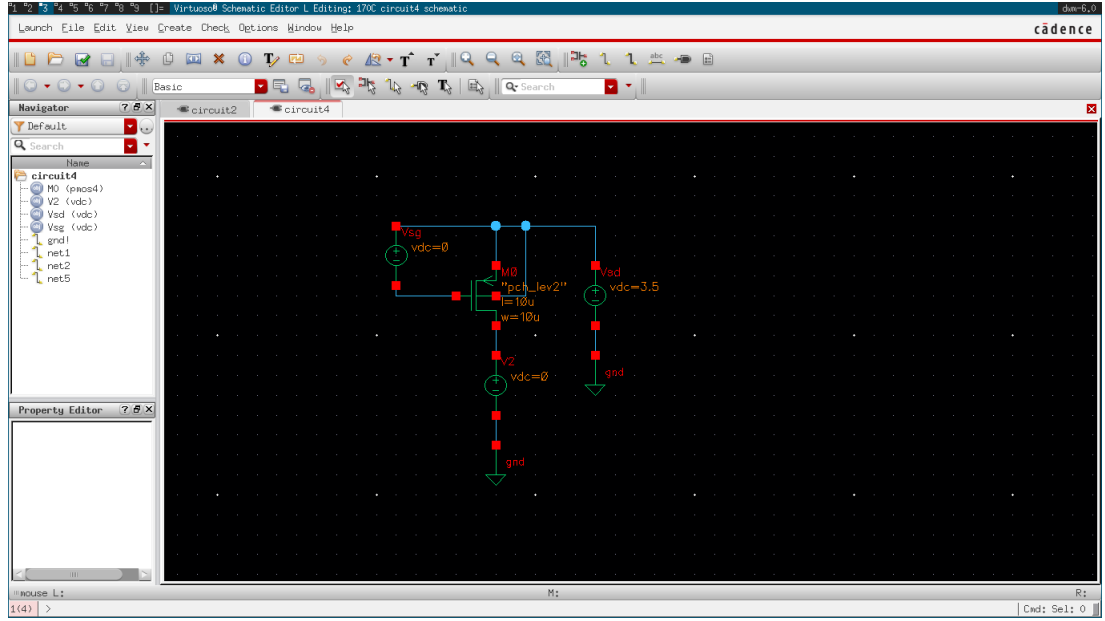 1 2 3 4 5 6 7 8 9 []= Virtuoso® Schematic Editor L Editing: 170C circuit4 schematic dwm-6.0
Launch File Edit View Create Check Options Window Help cādence
Basic Search
Navigator
circuit2 circuit4
Default
Search
Name
circuit4
M0 (pmos4)
V2 (vdc)
Vsd (vdc)
Vsg (vdc)
gnd!
net1
net2
net5
Vsg
vdc=0
M0
"pch_lev2"
l=10u
w=10u
Vsd
vdc=3.5
V2
vdc=0
gnd
gnd
Property Editor
mouse L: M: R:
1(4) > Cmd: Sel: 0